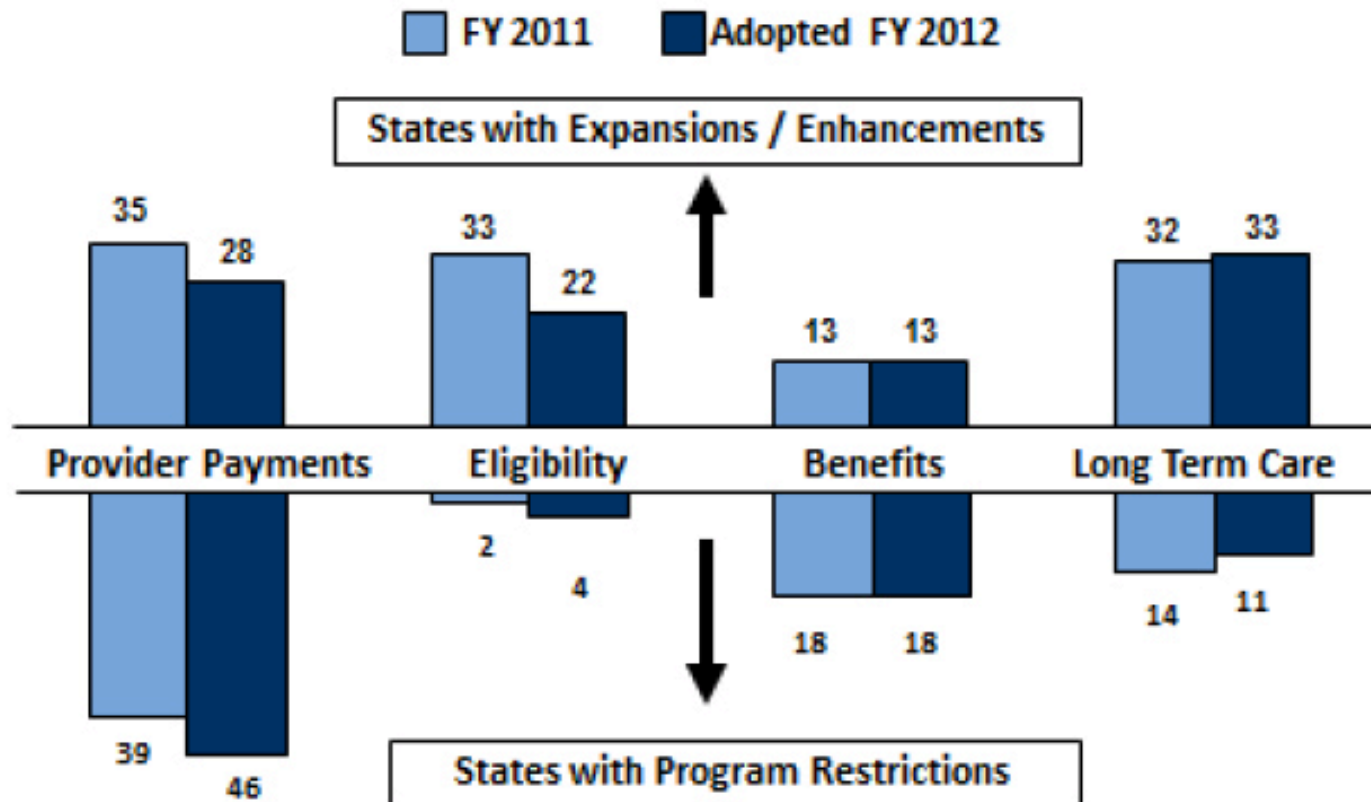 FY 2011 Adopted FY 2012
States with Expansions / Enhancements
35 28 33 22 13 13 32 33
Provider Payments Eligibility Benefits Long Term Care
39 46 2 4 18 18 14 11
States with Program Restrictions